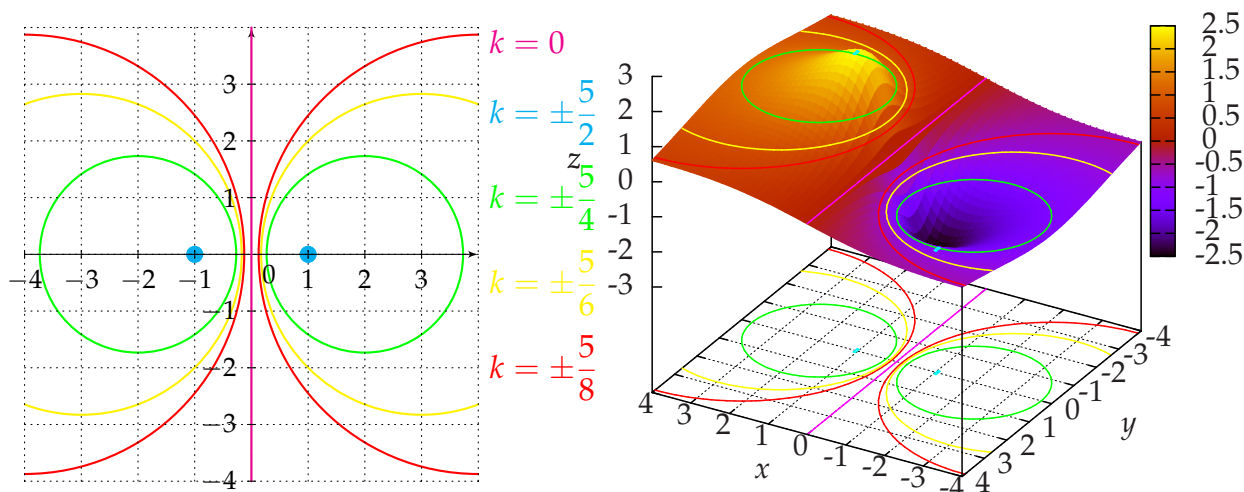 3
2
1
−1
−2
−3
−4
−4 −3 −2 −1 0 1 2 3
k = 0
k = ±5/2
k = ±5/4
k = ±5/6
k = ±5/8
z
3
2
1
0
-1
-2
-3
4 3 2 1 0 -1 -2 -3 -4
x
4 3 2 1 0 -1 -2 -3 -4
y
2.5
2
1.5
1
0.5
0
-0.5
-1
-1.5
-2
-2.5